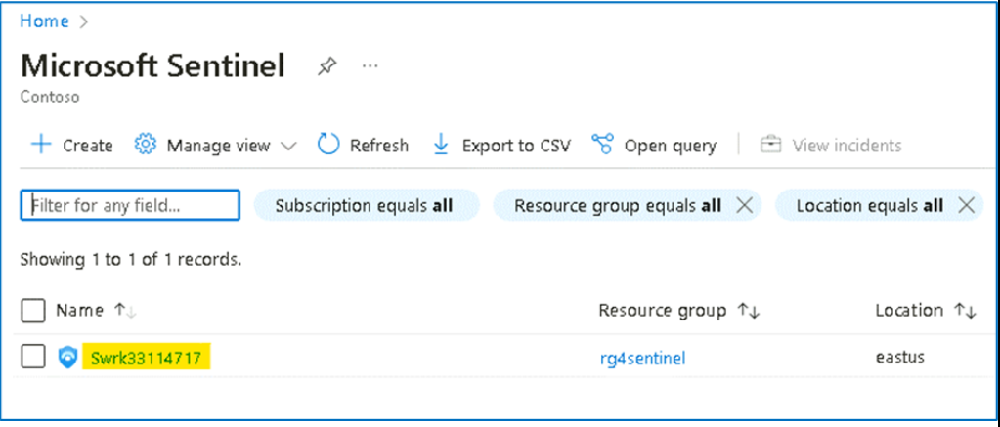 Home >
Microsoft Sentinel ...
Contoso
+ Create Manage view Refresh Export to CSV Open query View incidents
Filter for any field... Subscription equals all Resource group equals all Location equals all
Showing 1 to 1 of 1 records.
Name ↑↓ Resource group ↑↓ Location ↑↓
Swrk33114717 rg4sentinel eastus